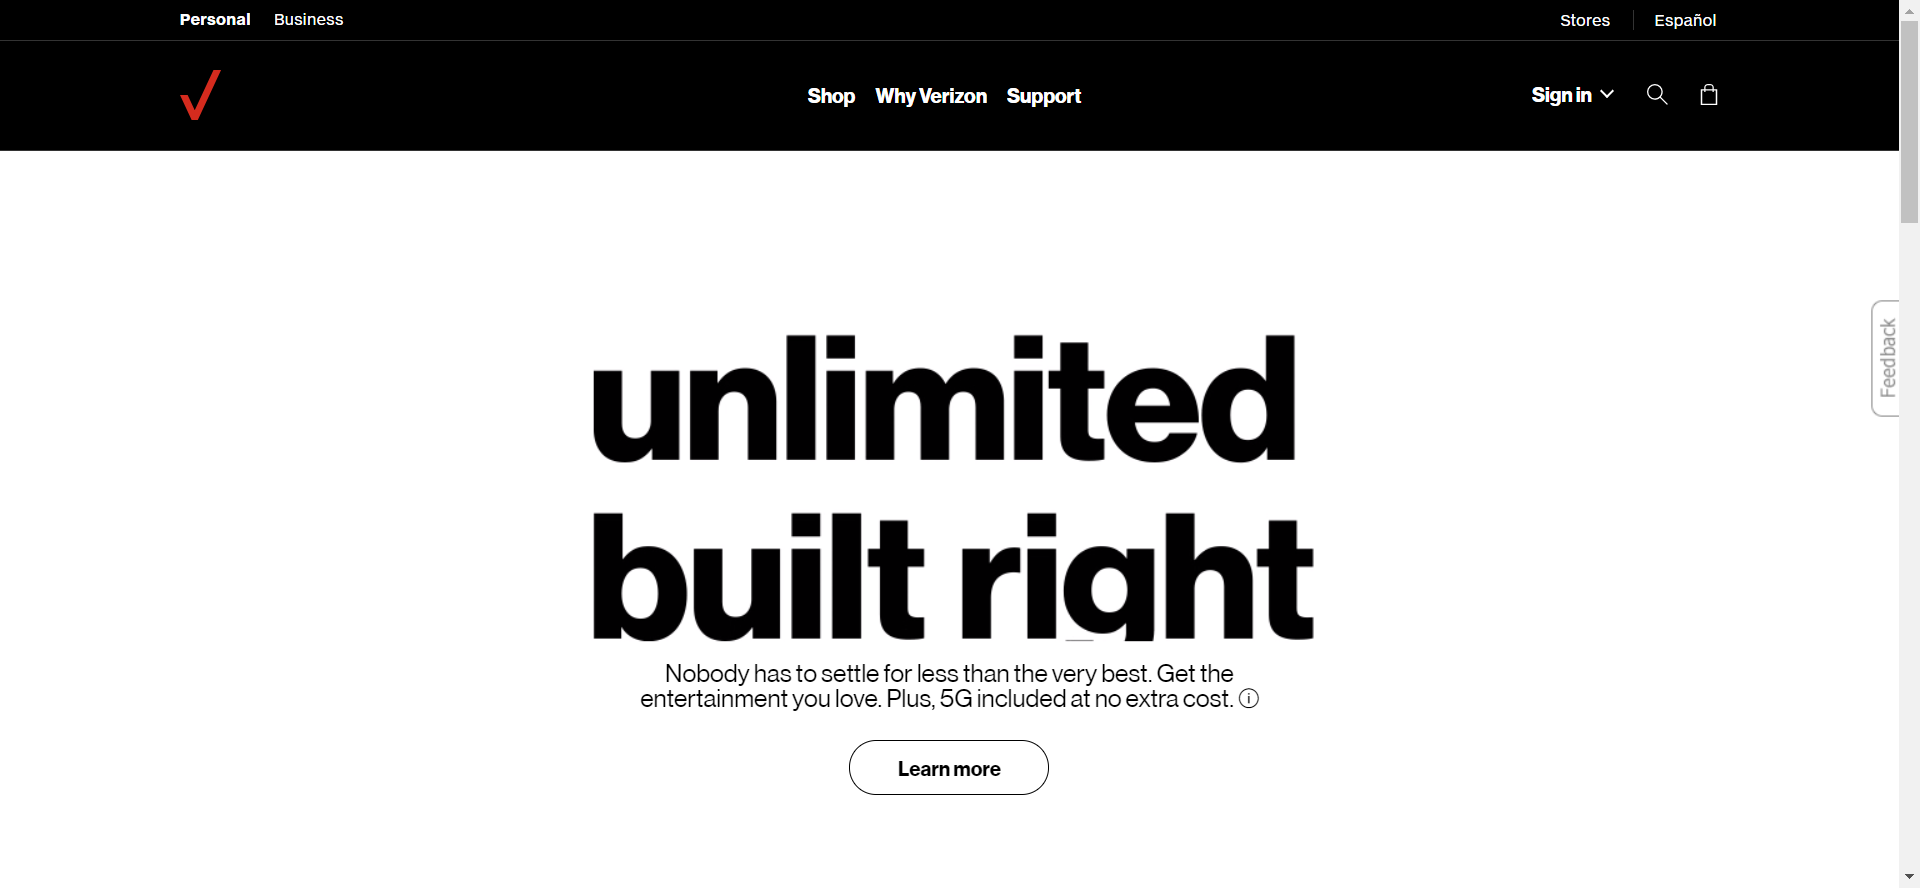 Personal Business
Stores Español
Shop Why Verizon Support
Sign in
Feedback
unlimited
built right
Nobody has to settle for less than the very best. Get the
entertainment you love. Plus, 5G included at no extra cost. ⓘ
Learn more